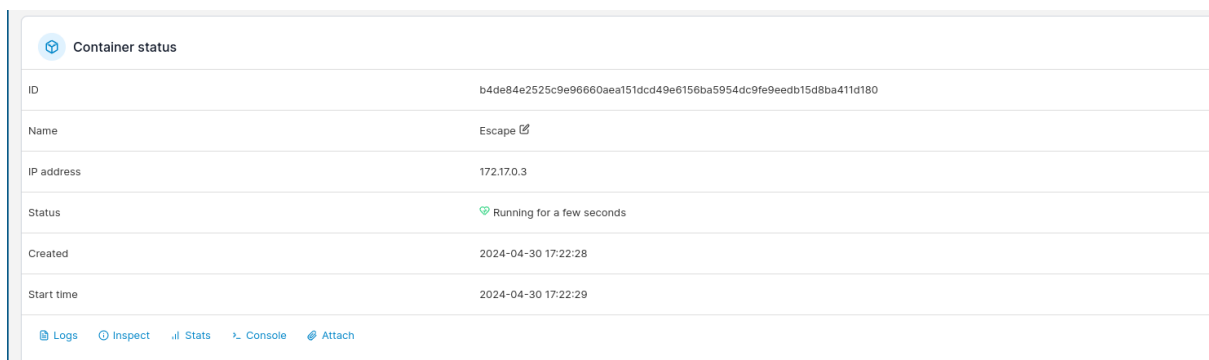 Container status
ID b4de84e2525c9e96660aea151dcd49e6156ba5954dc9fe9eedb15d8ba411d180
Name Escape
IP address 172.17.0.3
Status Running for a few seconds
Created 2024-04-30 17:22:28
Start time 2024-04-30 17:22:29
Logs Inspect Stats Console Attach